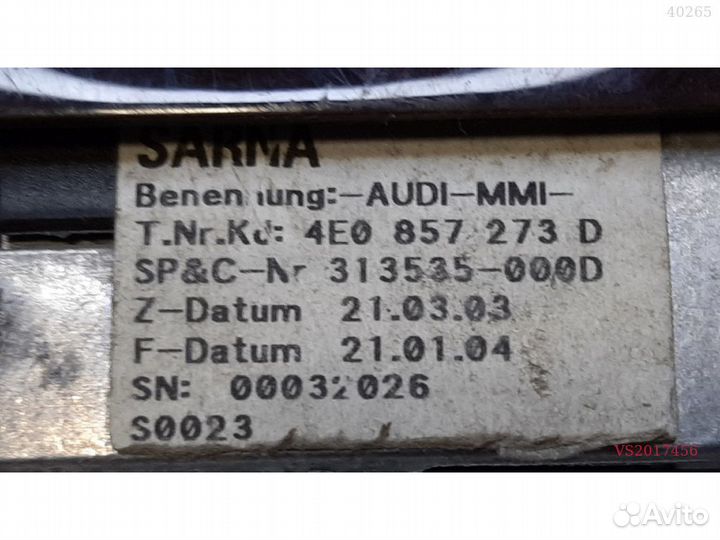 40265
SARMA
Benennung:-AUDI-MMI-
T.Nr.Kd: 4E0 857 273 D
SP&C-Nr 313535-000D
Z-Datum 21.03.03
F-Datum 21.01.04
SN: 00032026
S0023
VS2017456
Avito